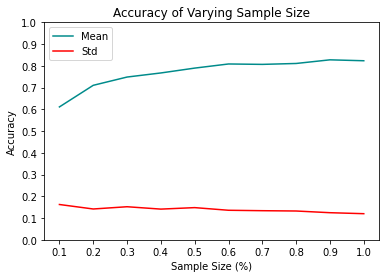 Accuracy of Varying Sample Size
Mean
Std
Accuracy
1.0
0.9
0.8
0.7
0.6
0.5
0.4
0.3
0.2
0.1
0.0
0.1 0.2 0.3 0.4 0.5 0.6 0.7 0.8 0.9 1.0
Sample Size (%)